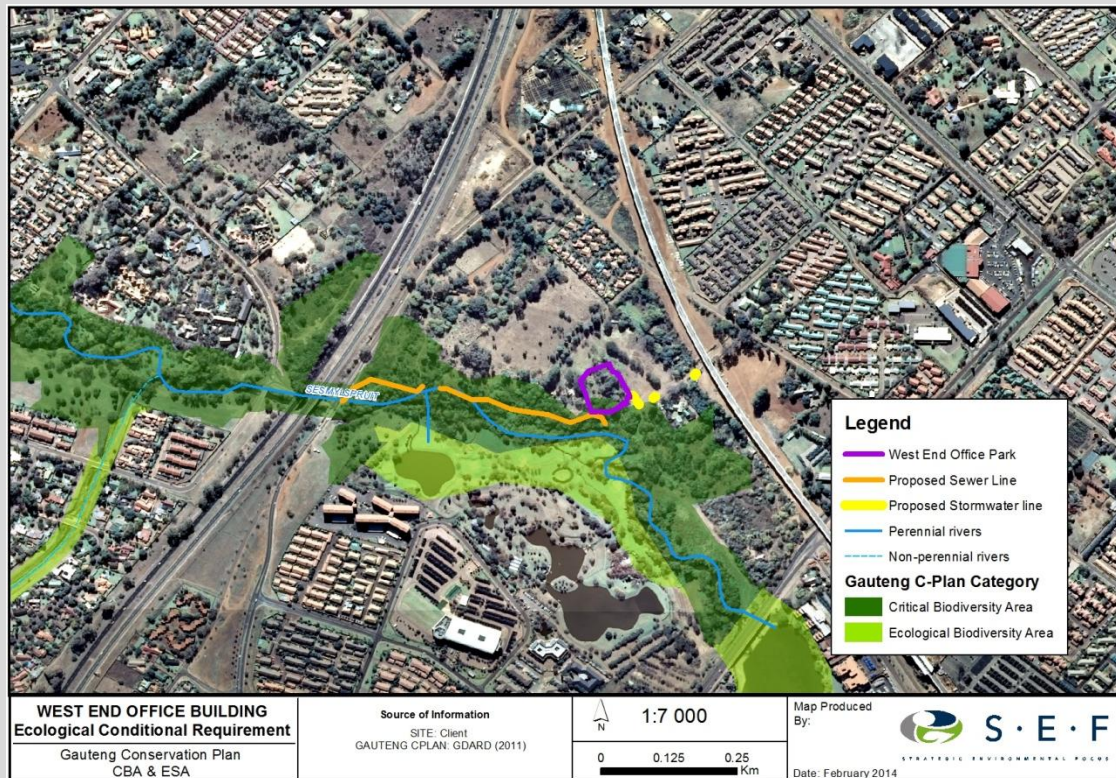 SESMYLSPRUIT
Legend
West End Office Park
Proposed Sewer Line
Proposed Stormwater line
Perennial rivers
Non-perennial rivers
Gauteng C-Plan Category
Critical Biodiversity Area
Ecological Biodiversity Area
WEST END OFFICE BUILDING
Ecological Conditional Requirement
Gauteng Conservation Plan
CBA & ESA
Source of Information
SITE: Client
GAUTENG CPLAN: GDARD (2011)
N
1:7 000
0 0.125 0.25
Km
Map Produced
By:
S·E·F
STRATEGIC ENVIRONMENTAL FOCUS
Date: February 2014